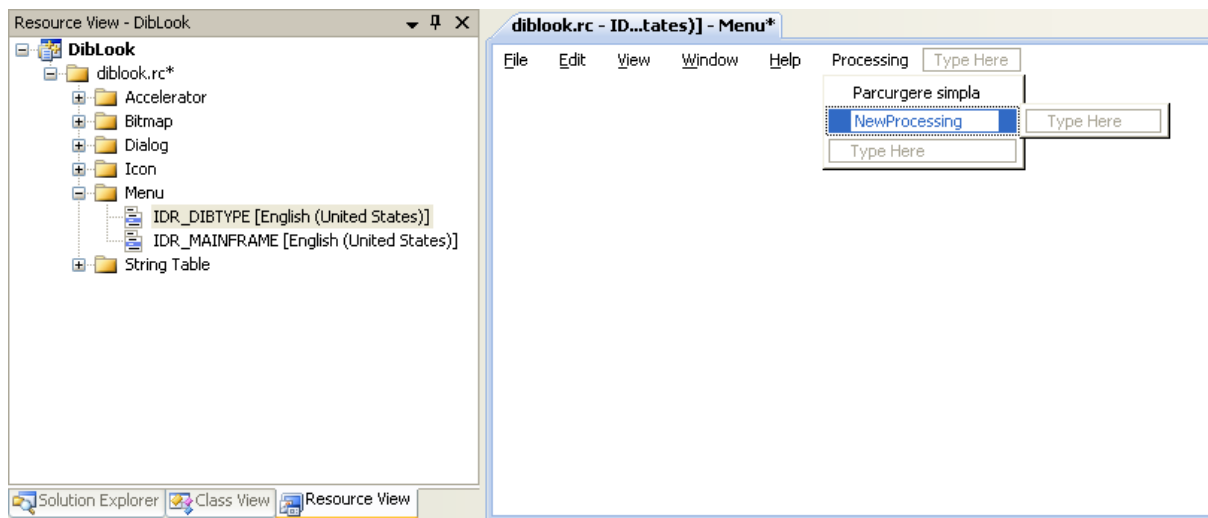 Resource View - DibLook
DibLook
diblook.rc*
Accelerator
Bitmap
Dialog
Icon
Menu
IDR_DIBTYPE [English (United States)]
IDR_MAINFRAME [English (United States)]
String Table
Solution Explorer Class View Resource View
diblook.rc - ID...tates)] - Menu*
File Edit View Window Help Processing Type Here
Parcurgere simpla
NewProcessing Type Here
Type Here